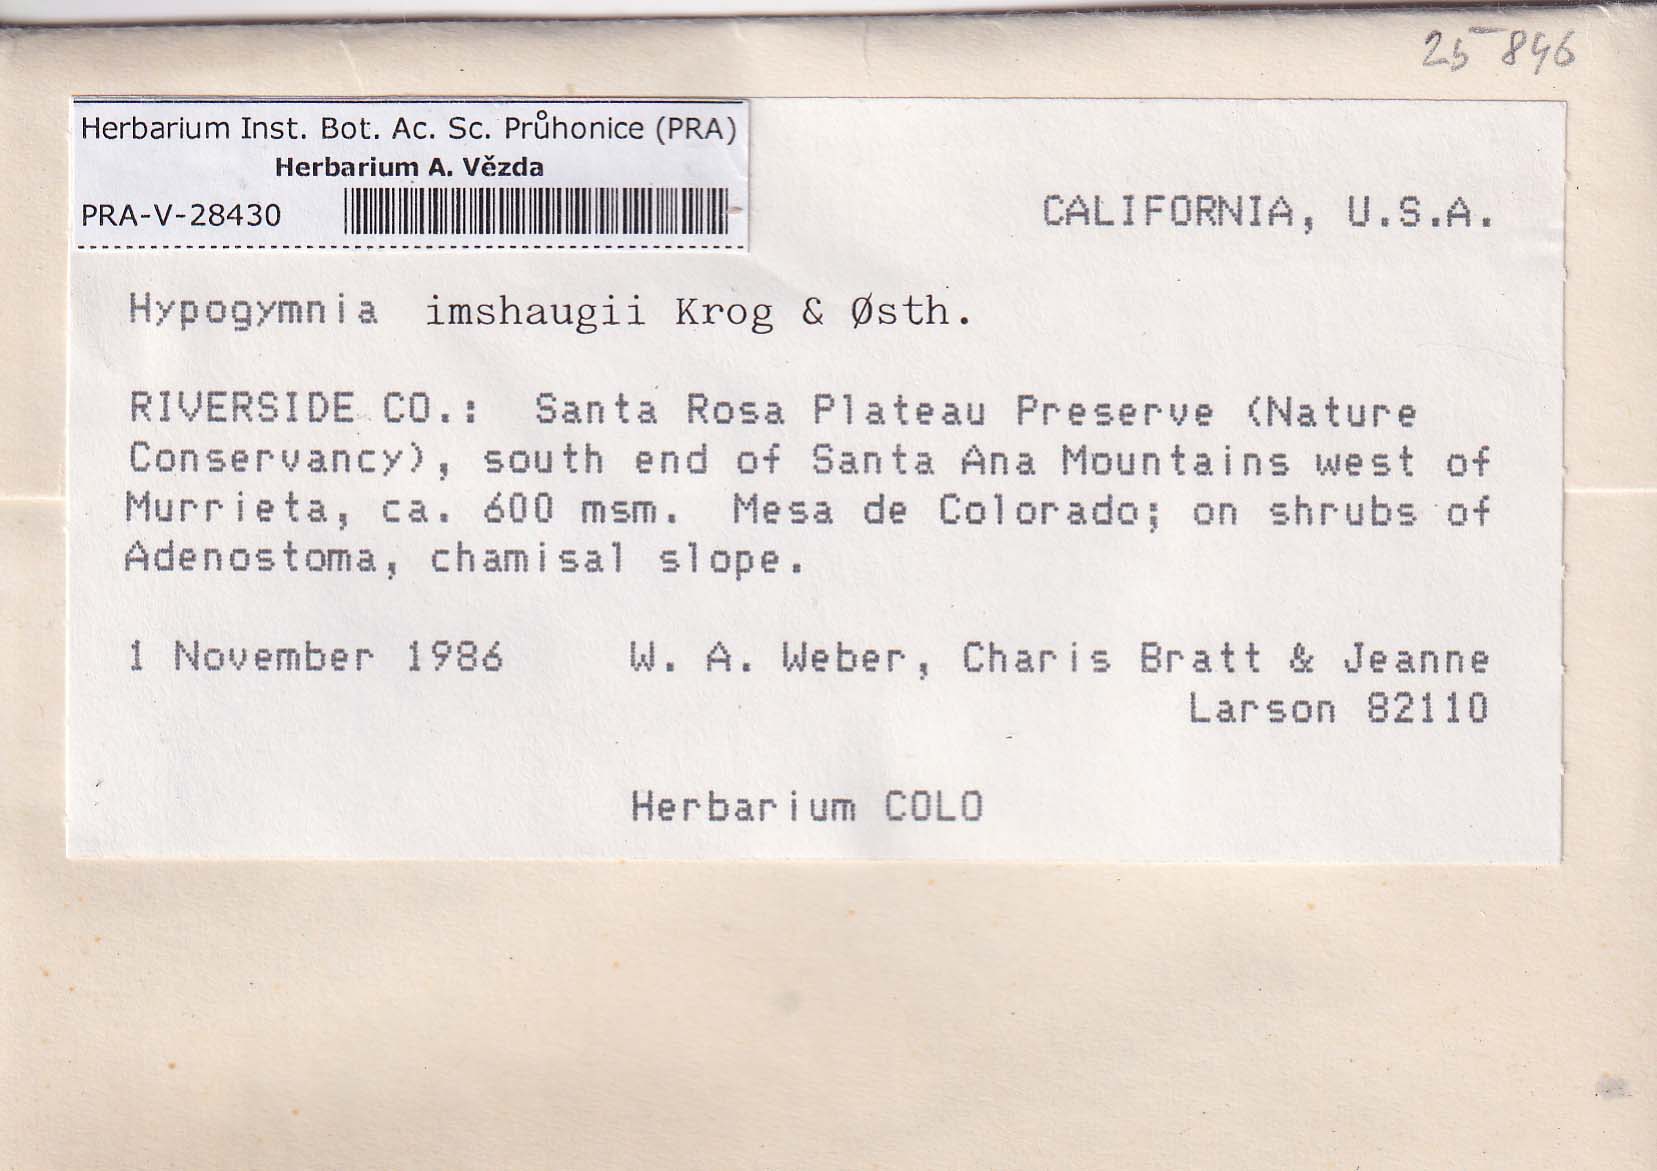 25 896
Herbarium Inst. Bot. Ac. Sc. Průhonice (PRA)
Herbarium A. Vězda
PRA-V-28430
CALIFORNIA, U.S.A.
Hypogymnia imshaugii Krog & Østh.
RIVERSIDE CO.: Santa Rosa Plateau Preserve (Nature
Conservancy), south end of Santa Ana Mountains west of
Murrieta, ca. 600 msm. Mesa de Colorado; on shrubs of
Adenostoma, chamisal slope.
1 November 1986 W. A. Weber, Charis Bratt & Jeanne
Larson 82110
Herbarium COLO